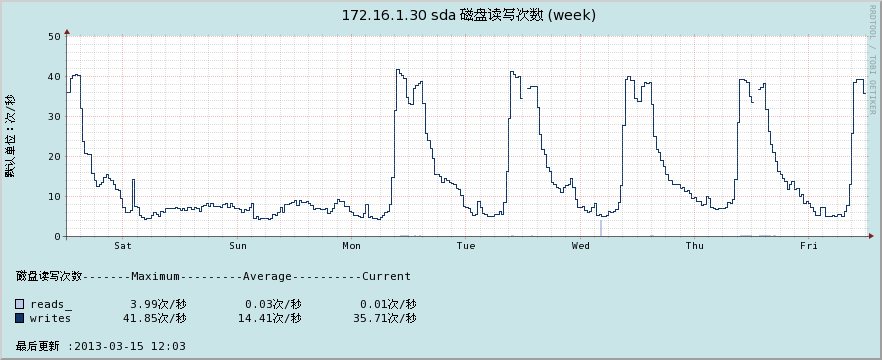 172.16.1.30 sda 磁盘读写次数 (week)
RRDTOOL / TOBI OETIKER
默认单位：次/秒
50
40
30
20
10
0
Sat Sun Mon Tue Wed Thu Fri
磁盘读写次数-------Maximum---------Average----------Current
reads_ 3.99次/秒 0.03次/秒 0.01次/秒
writes 41.85次/秒 14.41次/秒 35.71次/秒
最后更新 :2013-03-15 12:03